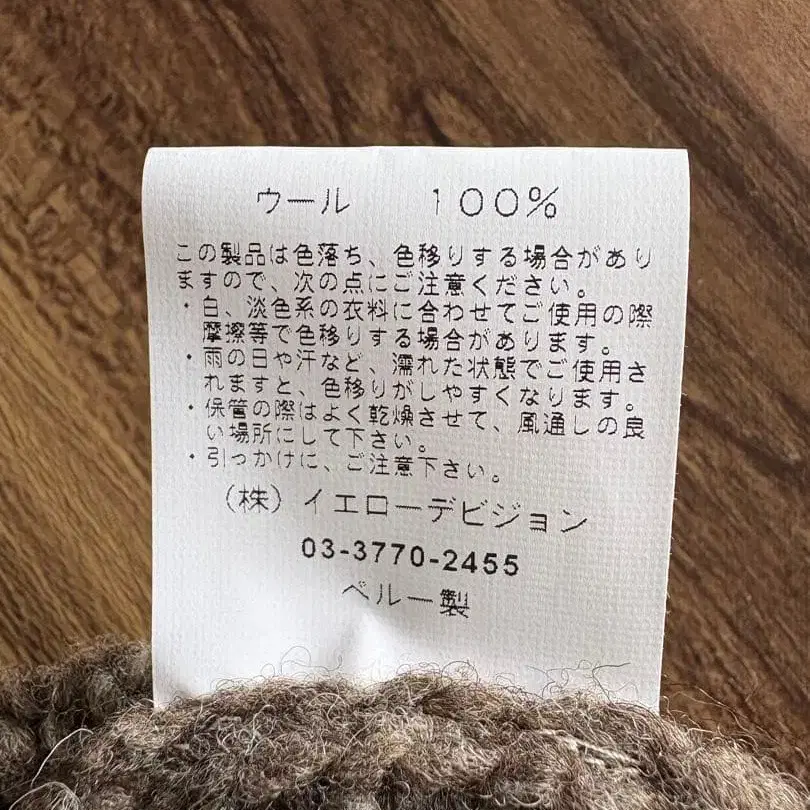 ウール　100%
この製品は色落ち、色移りする場合があり
ますので、次の点にご注意ください。
・白、淡色系の衣料に合わせてご使用の際
摩擦等で色移りする場合があります。
・雨の日や汗など、濡れた状態でご使用さ
れますと、色移りがしやすくなります。
・保管の際はよく乾燥させて、風通しの良
い場所にして下さい。
・引っかけに、ご注意下さい。
（株）イエローデビジョン
03-3770-2455
ペルー製